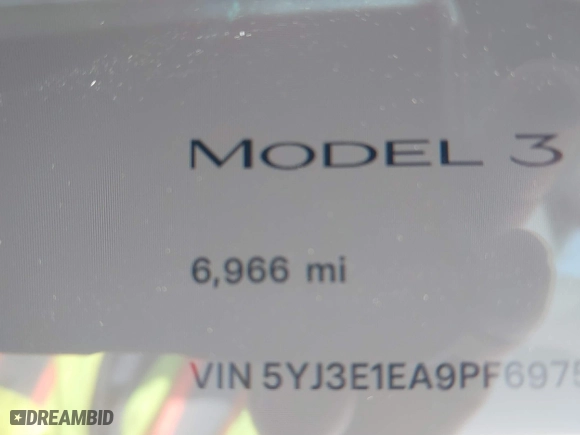 MODEL 3
6,966 mi
VIN 5YJ3E1EA9PF6975
DREAMBID